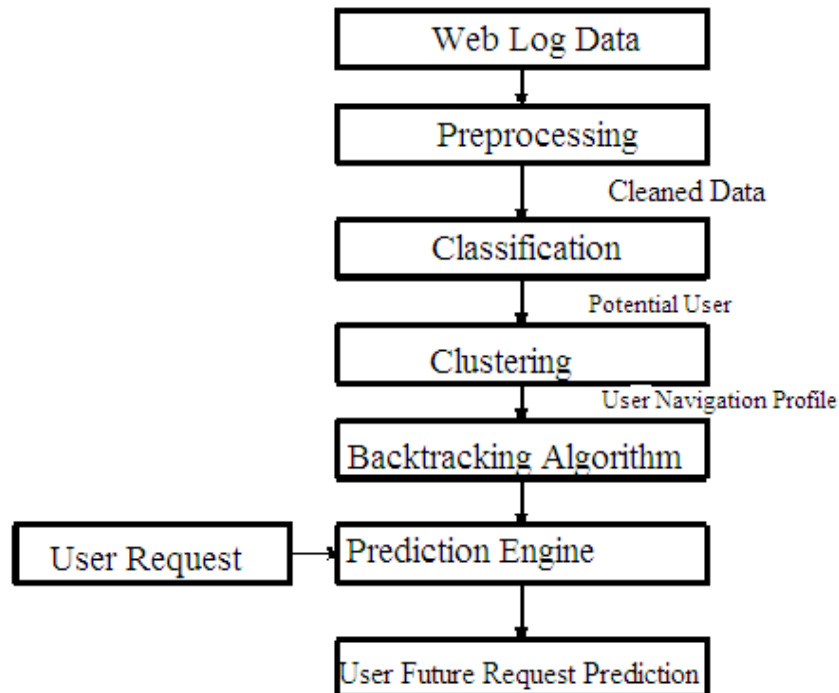 Web Log Data
Preprocessing
Cleaned Data
Classification
Potential User
Clustering
User Navigation Profile
Backtracking Algorithm
User Request
Prediction Engine
User Future Request Prediction